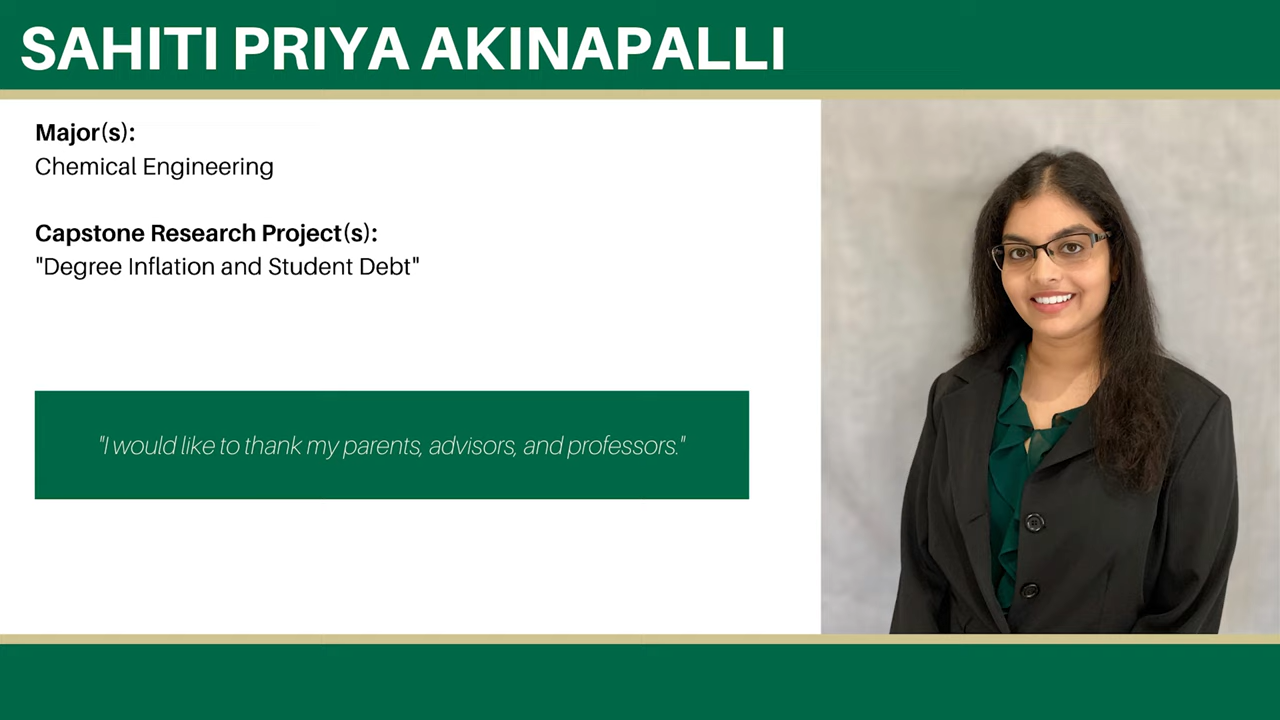 SAHITI PRIYA AKINAPALLI
Major(s):
Chemical Engineering
Capstone Research Project(s):
"Degree Inflation and Student Debt"
"I would like to thank my parents, advisors, and professors."